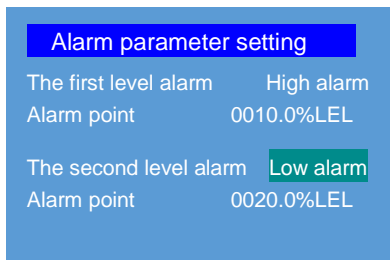 Alarm parameter setting
The first level alarm High alarm
Alarm point 0010.0%LEL
The second level alarm Low alarm
Alarm point 0020.0%LEL